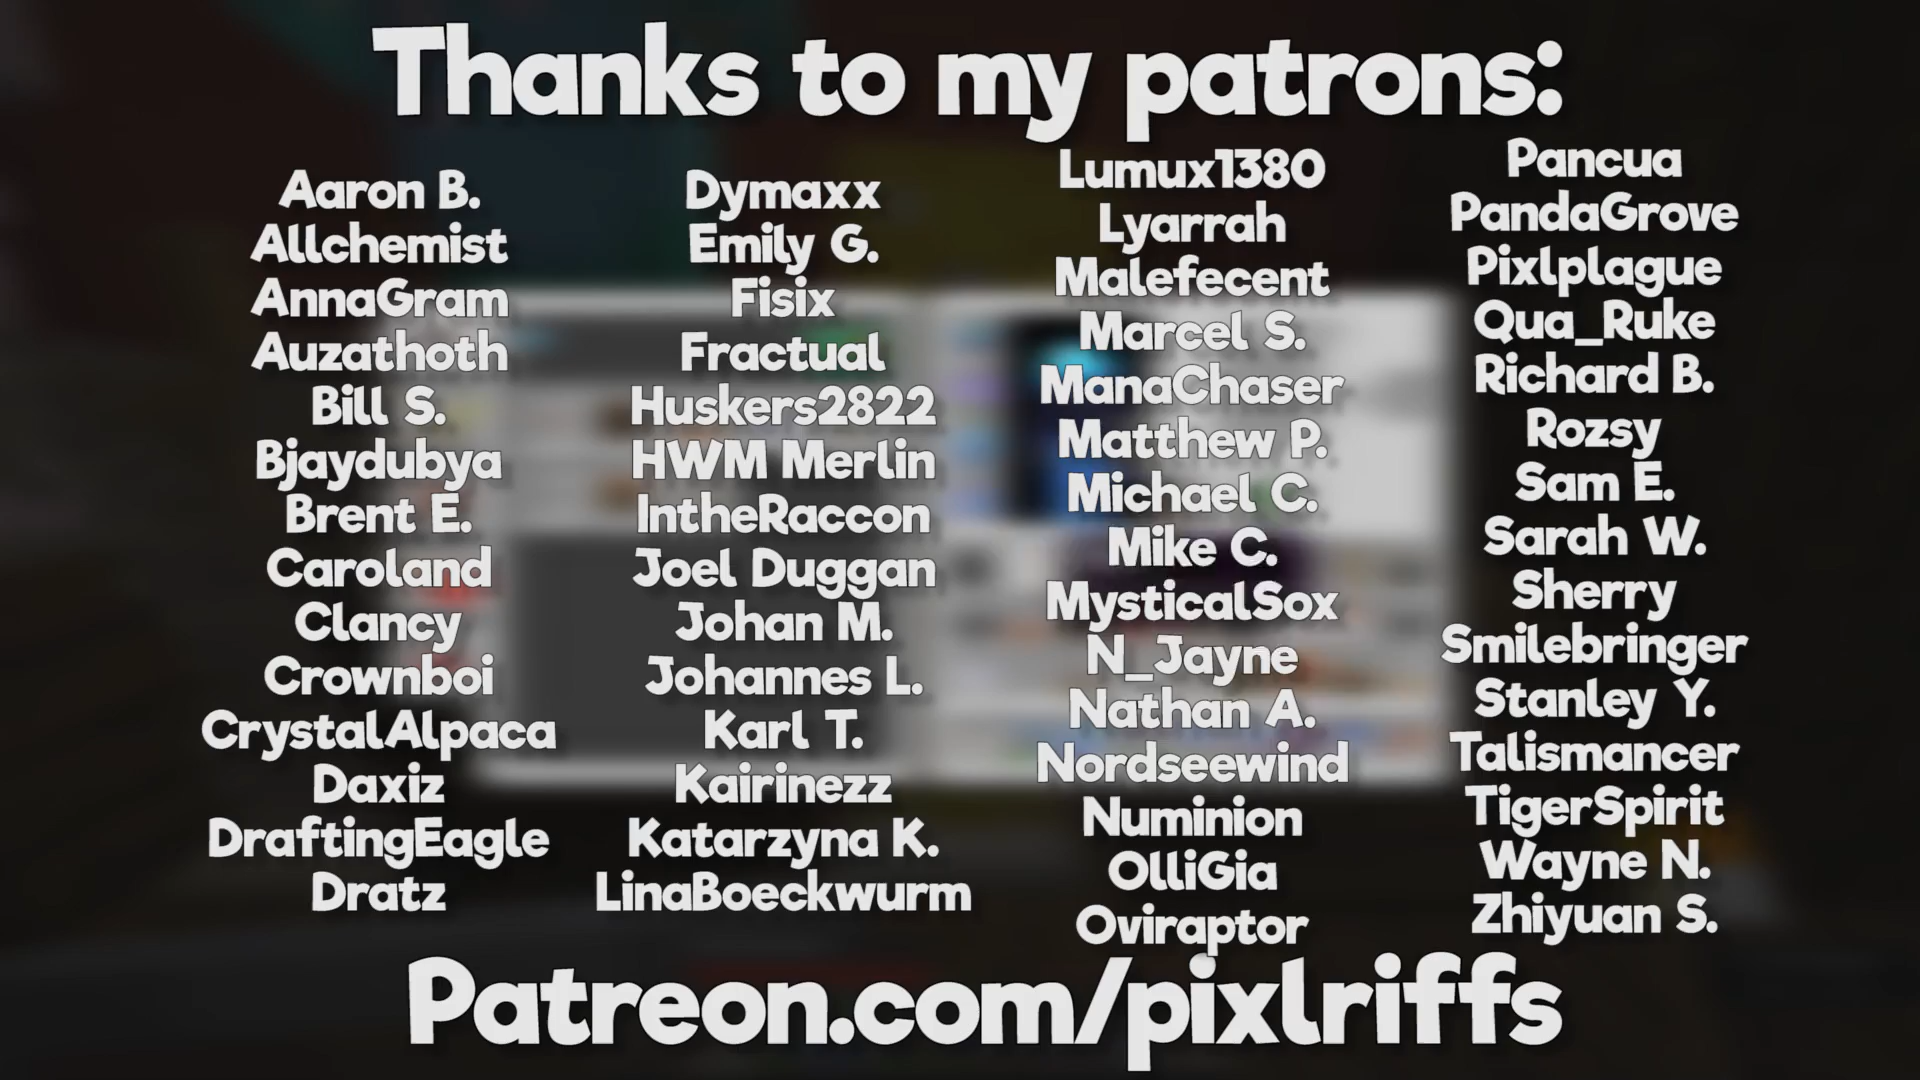 Thanks to my patrons:
Aaron B.
Allchemist
AnnaGram
Auzathoth
Bill S.
Bjaydubya
Brent E.
Caroland
Clancy
Crownboi
CrystalAlpaca
Daxiz
DraftingEagle
Dratz
Dymaxx
Emily G.
Fisix
Fractual
Huskers2822
HWM Merlin
IntheRaccon
Joel Duggan
Johan M.
Johannes L.
Karl T.
Kairinezz
Katarzyna K.
LinaBoeckwurm
Lumux1380
Lyarrah
Malefecent
Marcel S.
ManaChaser
Matthew P.
Michael C.
Mike C.
MysticalSox
N_Jayne
Nathan A.
Nordseewind
Numinion
OlliGia
Oviraptor
Pancua
PandaGrove
Pixlplague
Qua_Ruke
Richard B.
Rozsy
Sam E.
Sarah W.
Sherry
Smilebringer
Stanley Y.
Talismancer
TigerSpirit
Wayne N.
Zhiyuan S.
Patreon.com/pixlriffs